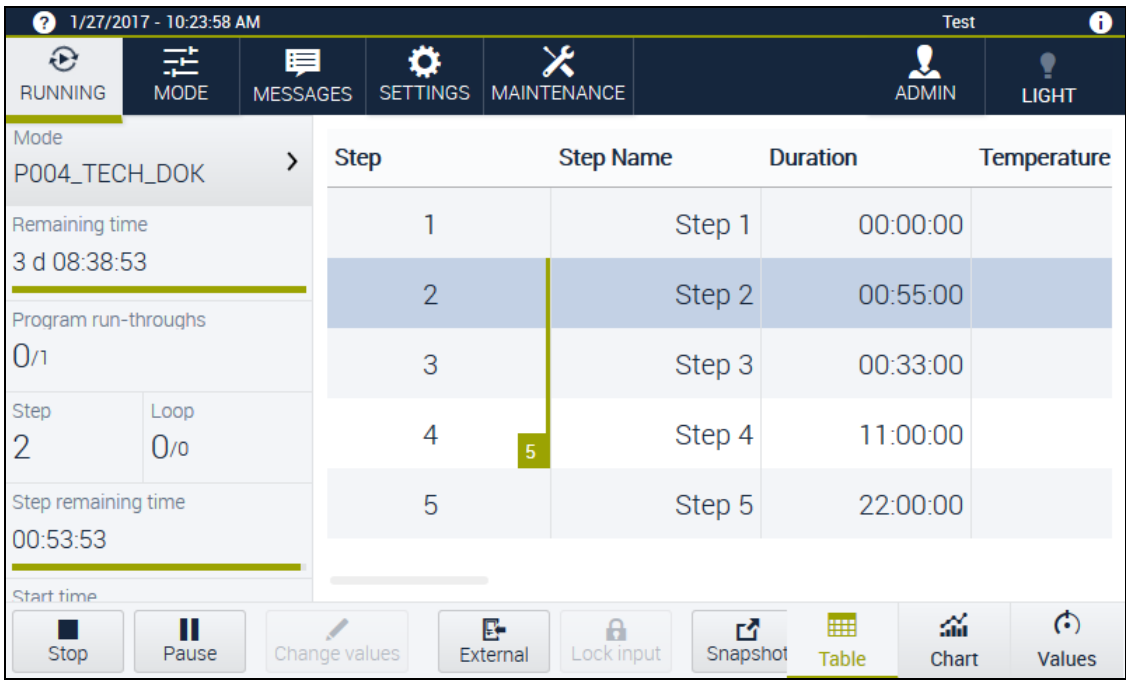 ? 1/27/2017 - 10:23:58 AM Test i
RUNNING MODE MESSAGES SETTINGS MAINTENANCE ADMIN LIGHT
Mode
P004_TECH_DOK
Remaining time
3 d 08:38:53
Program run-throughs
0/1
Step Loop
2 0/0
Step remaining time
00:53:53
Start time
Step Step Name Duration Temperature
1 Step 1 00:00:00
2 Step 2 00:55:00
3 Step 3 00:33:00
4 5 Step 4 11:00:00
5 Step 5 22:00:00
Stop Pause Change values External Lock input Snapshot Table Chart Values